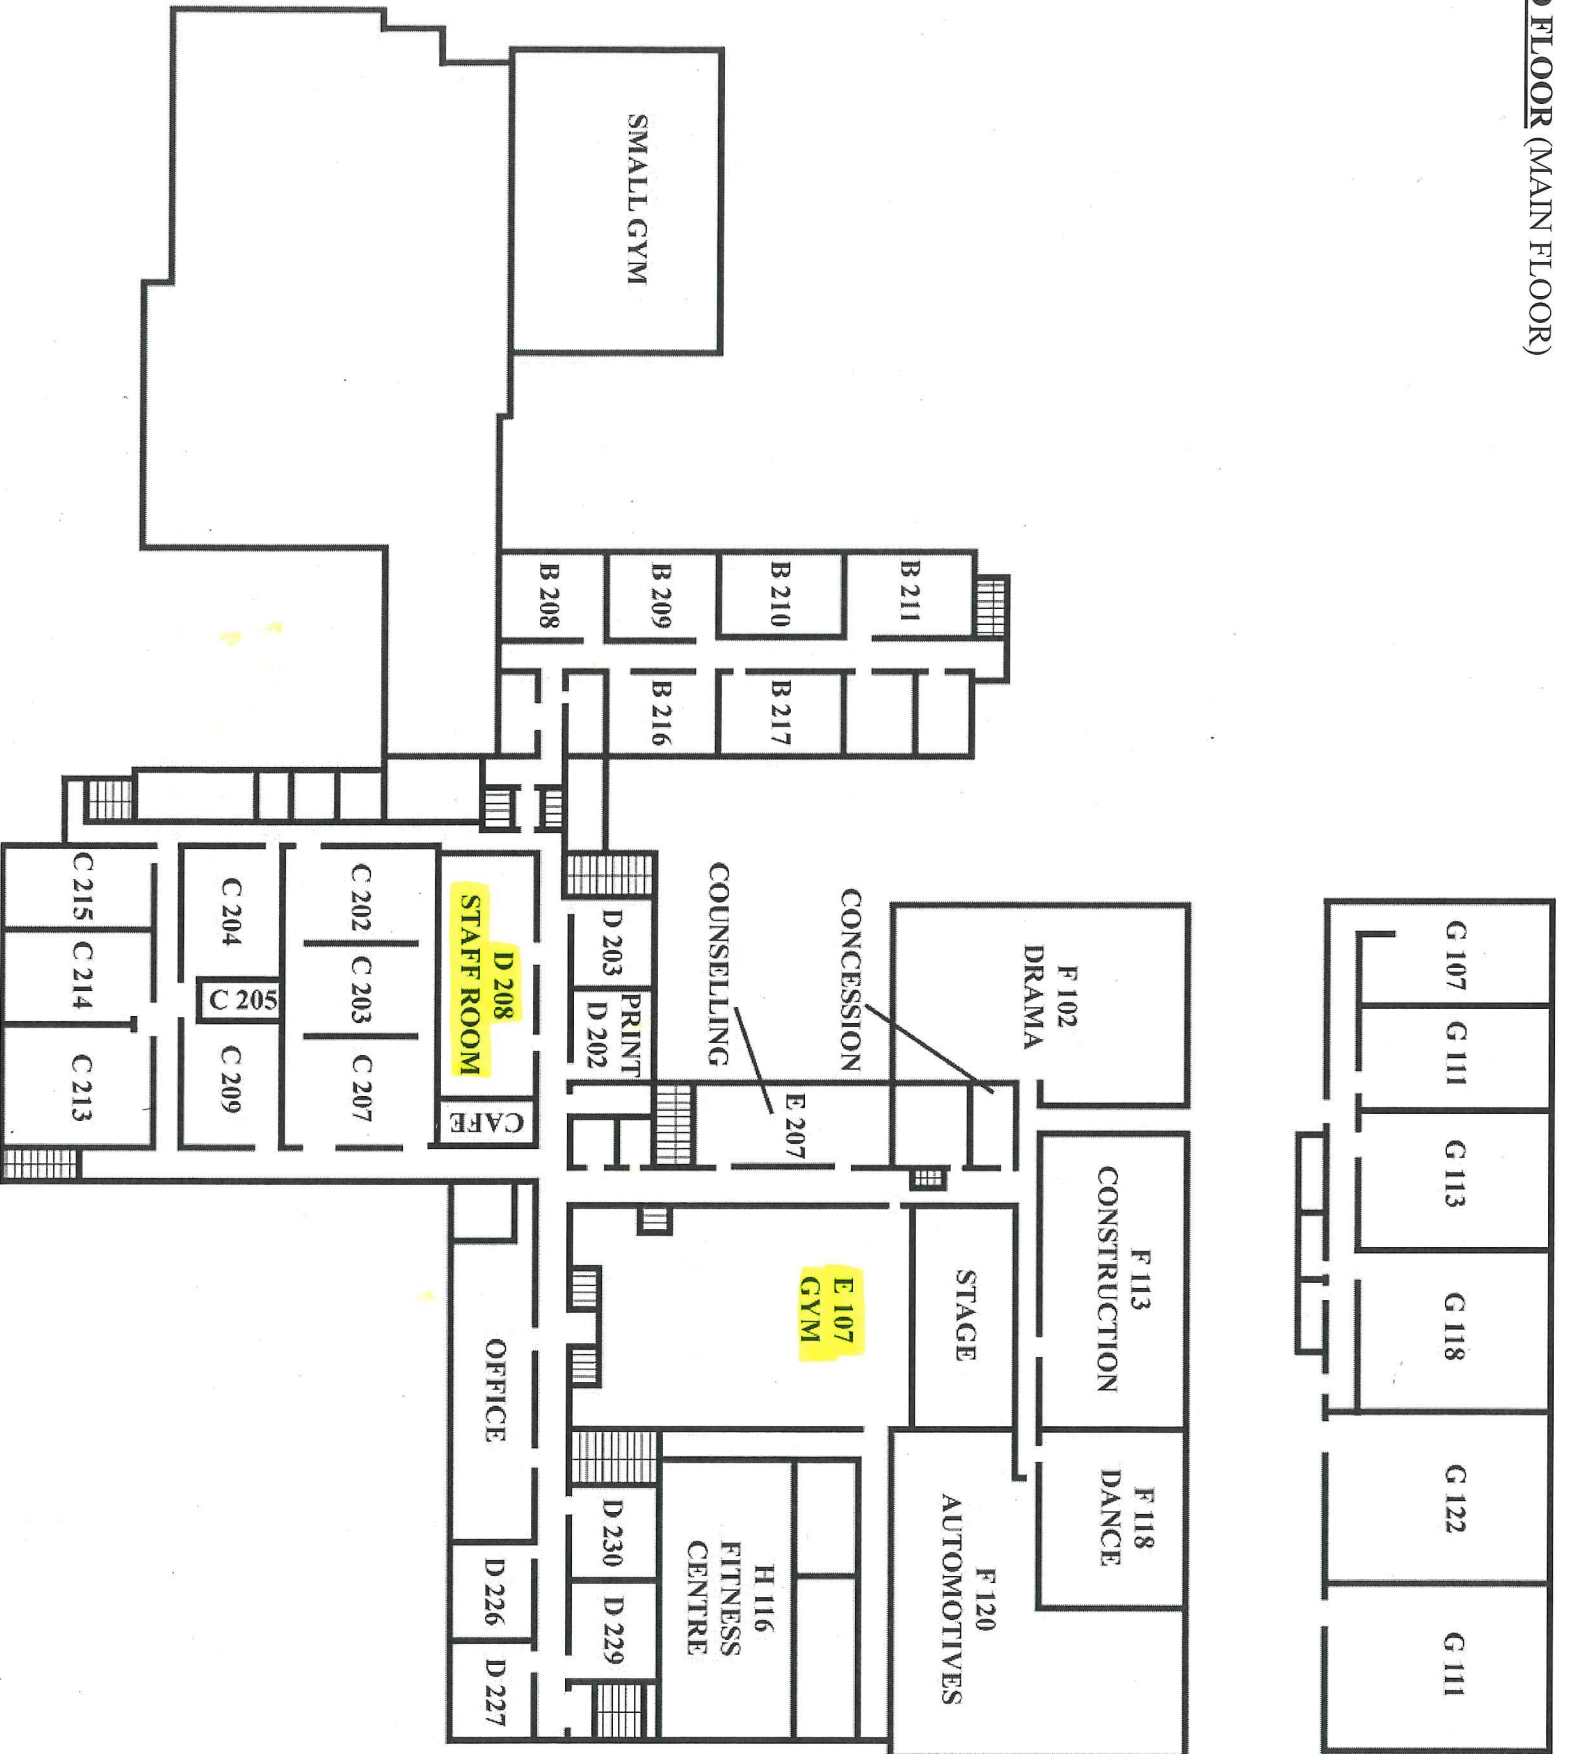 FLOOR (MAIN FLOOR)
G 107
G 111
G 113
G 118
G 122
G 111
F 102
DRAMA
F 113
CONSTRUCTION
F 118
DANCE
CONCESSION
STAGE
F 120
AUTOMOTIVES
B 211
COUNSELLING
E 207
E 107
GYM
B 210
B 217
H 116
FITNESS
CENTRE
SMALL GYM
B 209
B 216
D 203
PRINT
D 202
D 230
D 229
B 208
D 208
STAFF ROOM
CAFE
OFFICE
D 226
D 227
C 202
C 203
C 207
C 204
C 205
C 209
C 215
C 214
C 213